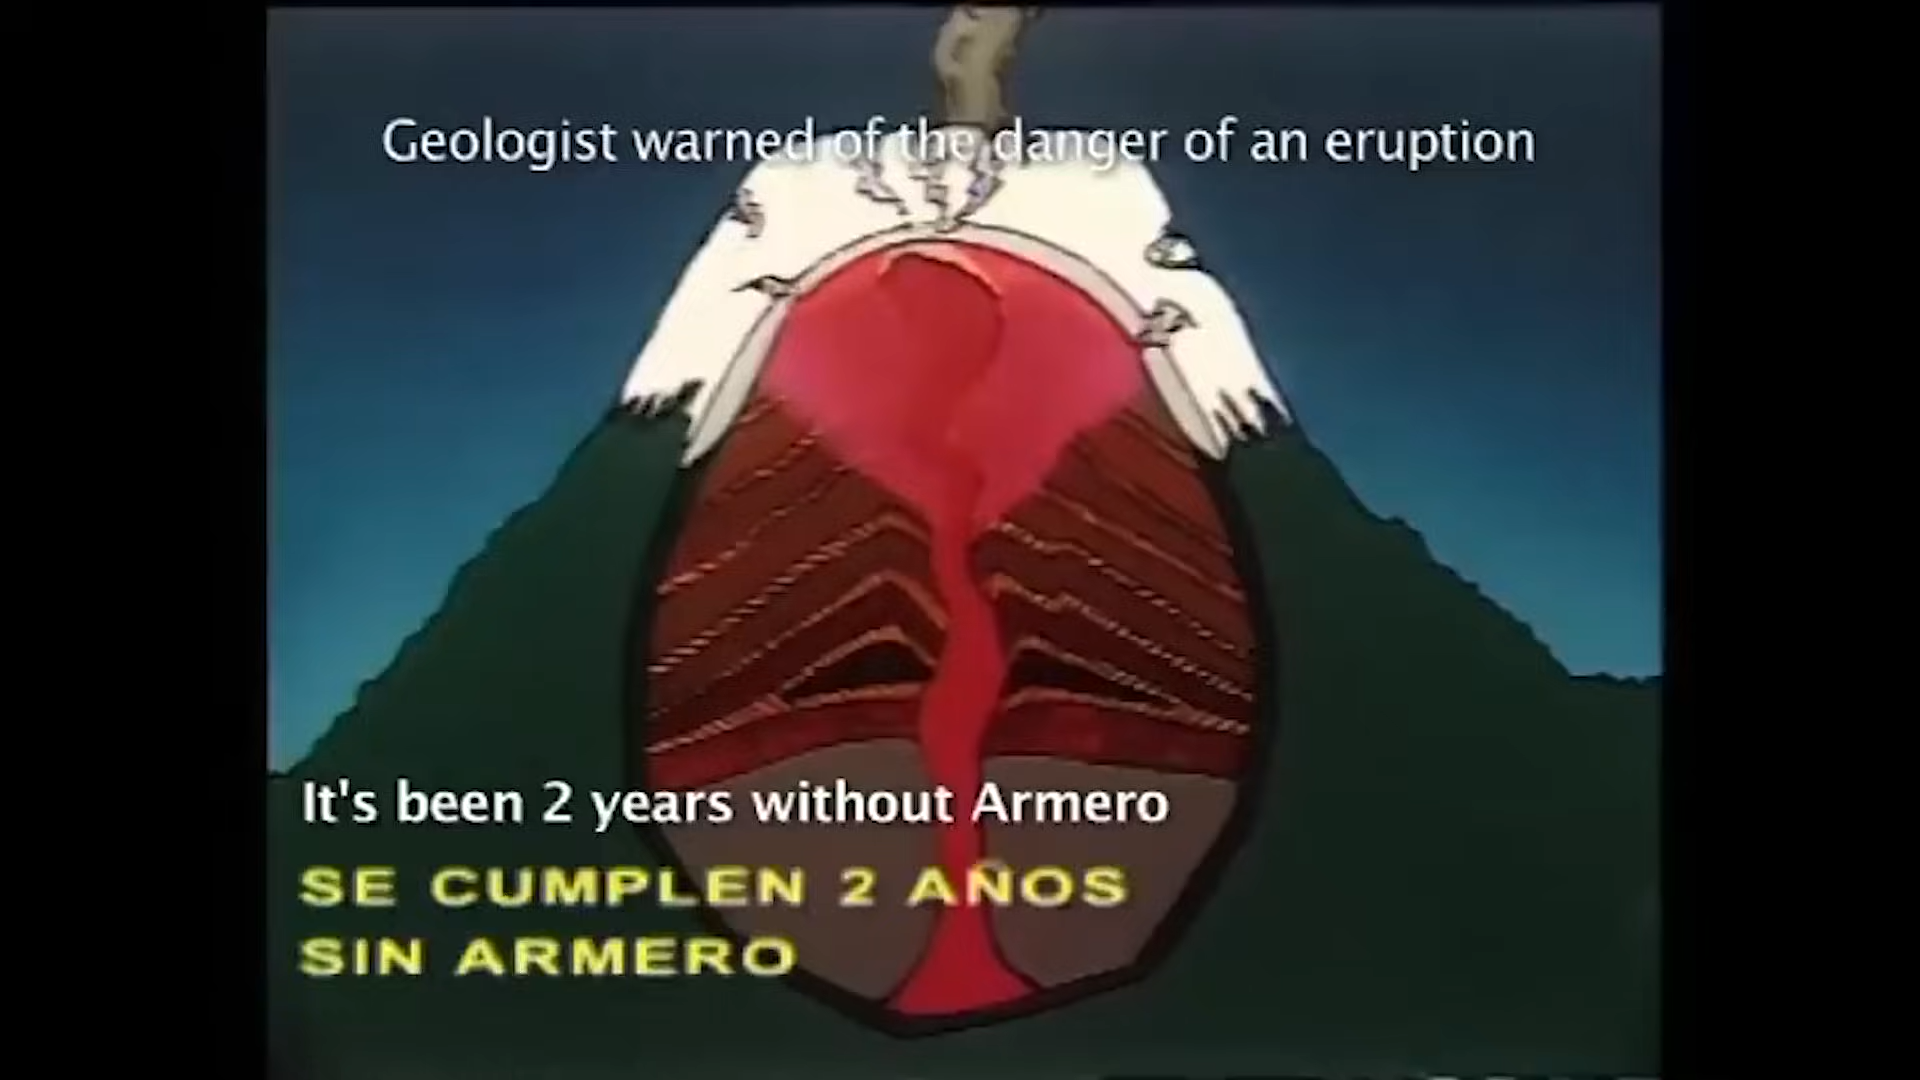 Geologist warned of the danger of an eruption
It's been 2 years without Armero
SE CUMPLEN 2 AÑOS
SIN ARMERO